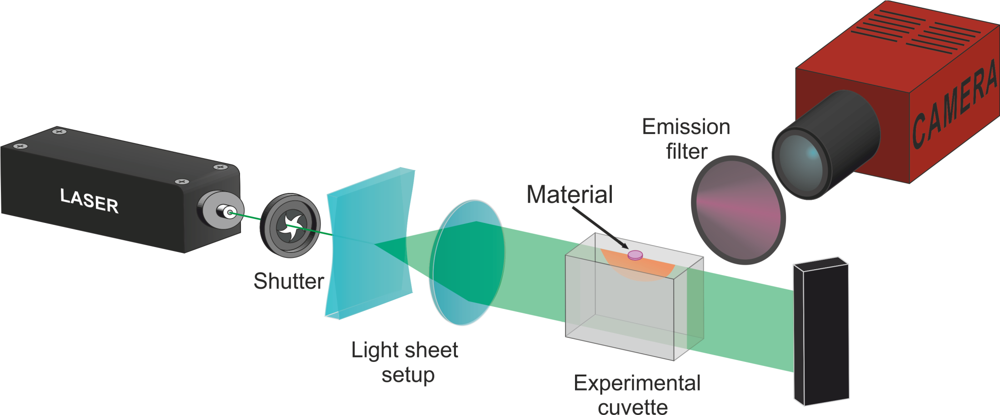 LASER
Shutter
Light sheet
setup
Material
Experimental
cuvette
Emission
filter
CAMERA